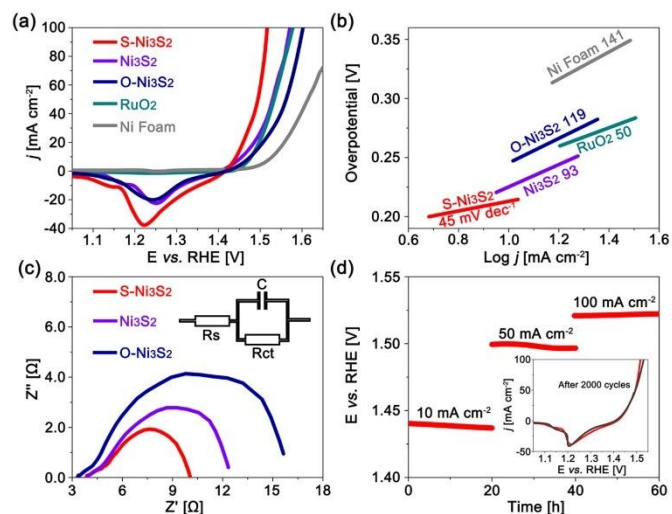 (a)
100
80
60
40
20
0
-20
-40
j [mA cm⁻²]
S-Ni₃S₂
Ni₃S₂
O-Ni₃S₂
RuO₂
Ni Foam
1.1 1.2 1.3 1.4 1.5 1.6
E vs. RHE [V]
(b)
0.35
0.30
0.25
0.20
Overpotential [V]
Ni Foam 141
O-Ni₃S₂ 119
RuO₂ 50
Ni₃S₂ 93
S-Ni₃S₂
45 mV dec⁻¹
0.6 0.8 1.0 1.2 1.4 1.6
Log j [mA cm⁻²]
(c)
8.0
6.0
4.0
2.0
0.0
Z'' [Ω]
S-Ni₃S₂
Ni₃S₂
O-Ni₃S₂
C
Rs
Rct
3 6 9 12 15 18
Z' [Ω]
(d)
1.60
1.56
1.52
1.48
1.44
1.40
E vs. RHE [V]
100 mA cm⁻²
50 mA cm⁻²
10 mA cm⁻²
100
50
0
-50
j [mA cm⁻²]
After 2000 cycles
1.1 1.2 1.3 1.4 1.5
E vs. RHE [V]
0 20 40 60
Time [h]